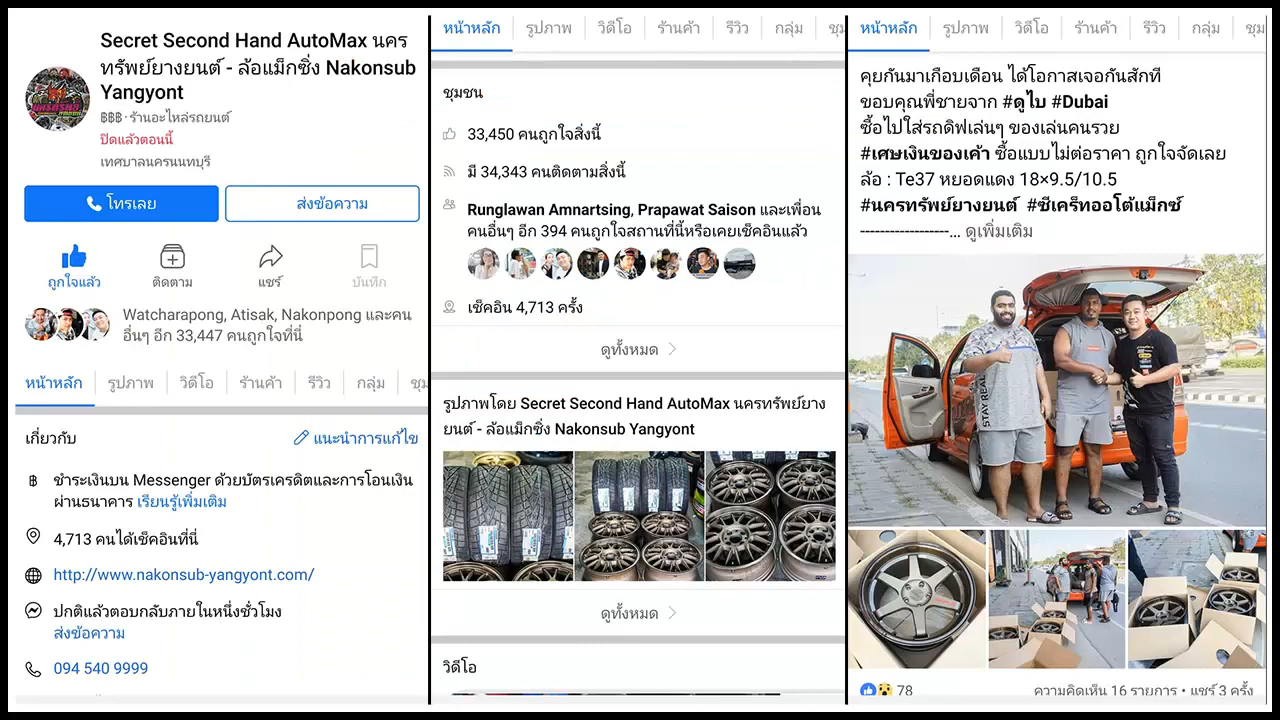 Secret Second Hand AutoMax นคร
ทรัพย์ยางยนต์ - ล้อแม็กซิ่ง Nakonsub
Yangyont
฿฿฿ · ร้านอะไหล่รถยนต์
ปิดแล้วตอนนี้
เทศบาลนครนนทบุรี
โทรเลย
ส่งข้อความ
ถูกใจแล้ว
ติดตาม
แชร์
บันทึก
Watcharapong, Atisak, Nakonpong และคน
อื่นๆ อีก 33,447 คนถูกใจที่นี่
หน้าหลัก
รูปภาพ
วิดีโอ
ร้านค้า
รีวิว
กลุ่ม
ชุม
เกี่ยวกับ
แนะนำการแก้ไข
฿ ชำระเงินบน Messenger ด้วยบัตรเครดิตและการโอนเงิน
ผ่านธนาคาร เรียนรู้เพิ่มเติม
4,713 คนได้เช็คอินที่นี่
http://www.nakonsub-yangyont.com/
ปกติแล้วตอบกลับภายในหนึ่งชั่วโมง
ส่งข้อความ
094 540 9999
หน้าหลัก
รูปภาพ
วิดีโอ
ร้านค้า
รีวิว
กลุ่ม
ชุ
ชุมชน
33,450 คนถูกใจสิ่งนี้
มี 34,343 คนติดตามสิ่งนี้
Runglawan Amnartsing, Prapawat Saison และเพื่อน
คนอื่นๆ อีก 394 คนถูกใจสถานที่นี้หรือเคยเช็คอินแล้ว
เช็คอิน 4,713 ครั้ง
ดูทั้งหมด
รูปภาพโดย Secret Second Hand AutoMax นครทรัพย์ยาง
ยนต์ - ล้อแม็กซิ่ง Nakonsub Yangyont
ดูทั้งหมด
วิดีโอ
หน้าหลัก
รูปภาพ
วิดีโอ
ร้านค้า
รีวิว
กลุ่ม
ชุม
คุยกันมาเกือบเดือน ได้โอกาสเจอกันสักที
ขอบคุณพี่ชายจาก #ดูไบ #Dubai
ซื้อไปใส่รถดิฟเล่นๆ ของเล่นคนรวย
#เศษเงินของเค้า ซื้อแบบไม่ต่อราคา ถูกใจจัดเลย
ล้อ : Te37 หยอดแดง 18×9.5/10.5
#นครทรัพย์ยางยนต์ #ซีเคร็ทออโต้แม็กซ์
------------------... ดูเพิ่มเติม
STAY REAL
78
ความคิดเห็น 16 รายการ • แชร์ 3 ครั้ง